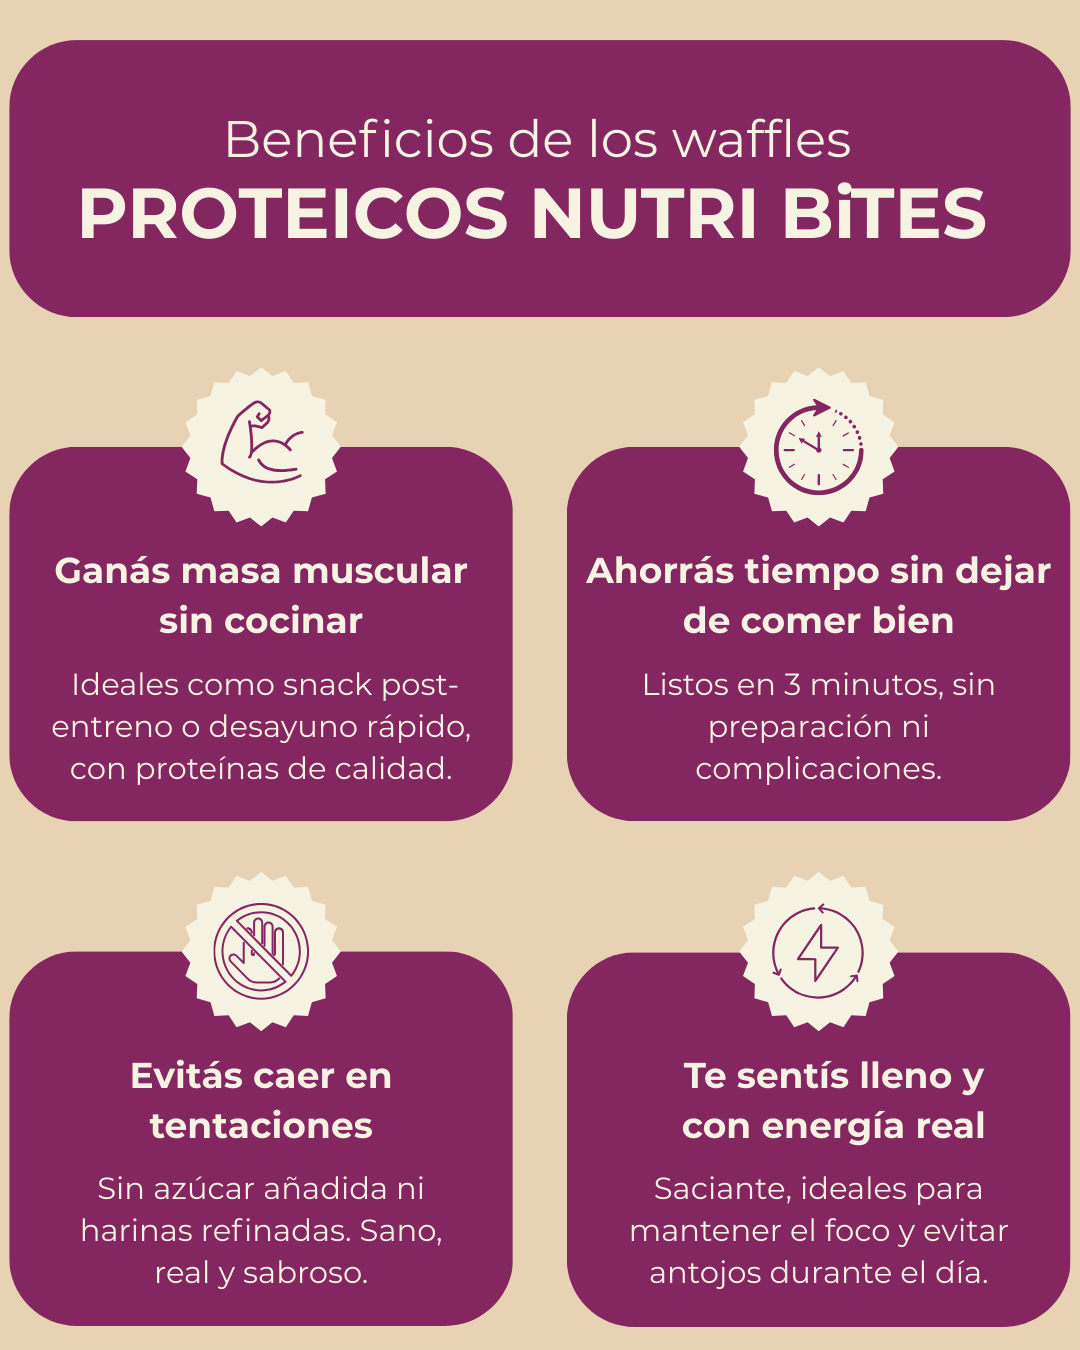 Beneficios de los waffles
PROTEICOS NUTRI BiTES
Ganás masa muscular
sin cocinar
Ideales como snack post-
entreno o desayuno rápido,
con proteínas de calidad.
Ahorrás tiempo sin dejar
de comer bien
Listos en 3 minutos, sin
preparación ni
complicaciones.
Evitás caer en
tentaciones
Sin azúcar añadida ni
harinas refinadas. Sano,
real y sabroso.
Te sentís lleno y
con energía real
Saciante, ideales para
mantener el foco y evitar
antojos durante el día.